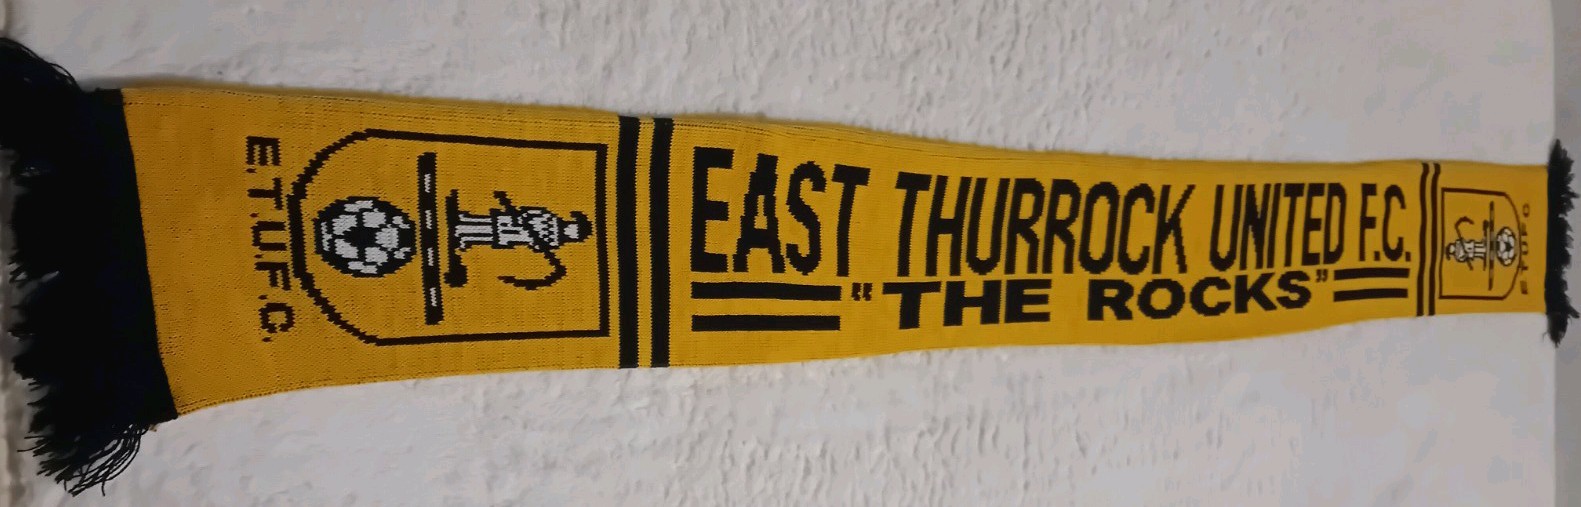 E.T.U.F.C.
EAST THURROCK UNITED F.C.
"THE ROCKS"
E.T.U.F.C